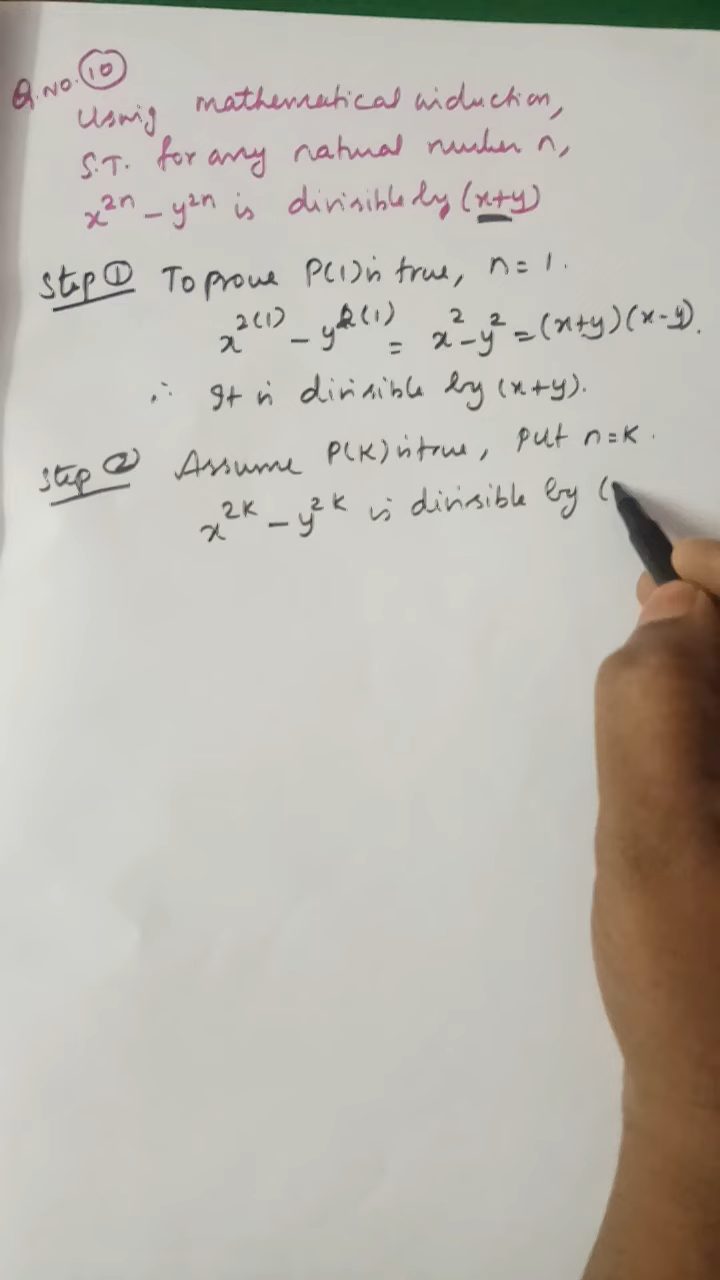 Q.NO. 10
Using mathematical induction,
S.T. for any natural number n,
x^{2n} - y^{2n} is divisible by (x+y)
Step ① To prove P(1) is true, n = 1.
x^{2(1)} - y^{2(1)} = x^2 - y^2 = (x+y)(x-y).
∴ It is divisible by (x+y).
Step ② Assume P(K) is true, put n=K.
x^{2K} - y^{2K} is divisible by (